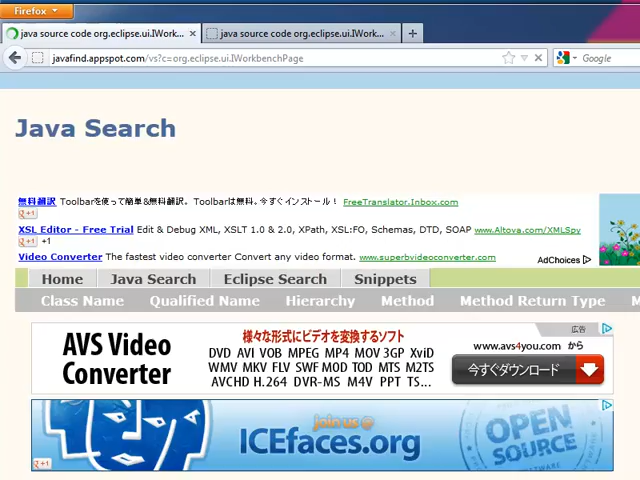 Firefox
java source code org.eclipse.ui.IWork...
java source code org.eclipse.ui.IWork...
javafind.appspot.com/vs?c=org.eclipse.ui.IWorkbenchPage
Google
Java Search
無料翻訳 Toolbarを使って簡単&無料翻訳。 Toolbarは無料。今すぐインストール！ FreeTranslator.Inbox.com
+1
XSL Editor - Free Trial Edit & Debug XML, XSLT 1.0 & 2.0, XPath, XSL:FO, Schemas, DTD, SOAP www.Altova.com/XMLSpy
+1 +1
Video Converter The fastest video converter Convert any video format. www.superbvideoconverter.com
AdChoices
Home Java Search Eclipse Search Snippets
Class Name Qualified Name Hierarchy Method Method Return Type M
広告
AVS Video Converter
様々な形式にビデオを変換するソフト
DVD AVI VOB MPEG MP4 MOV 3GP XviD
WMV MKV FLV SWF MOD TOD MTS M2TS
AVCHD H.264 DVR-MS M4V PPT TS...
www.avs4you.com から
今すぐダウンロード
join us @
ICEfaces.org
OPEN
SOURCE
+1